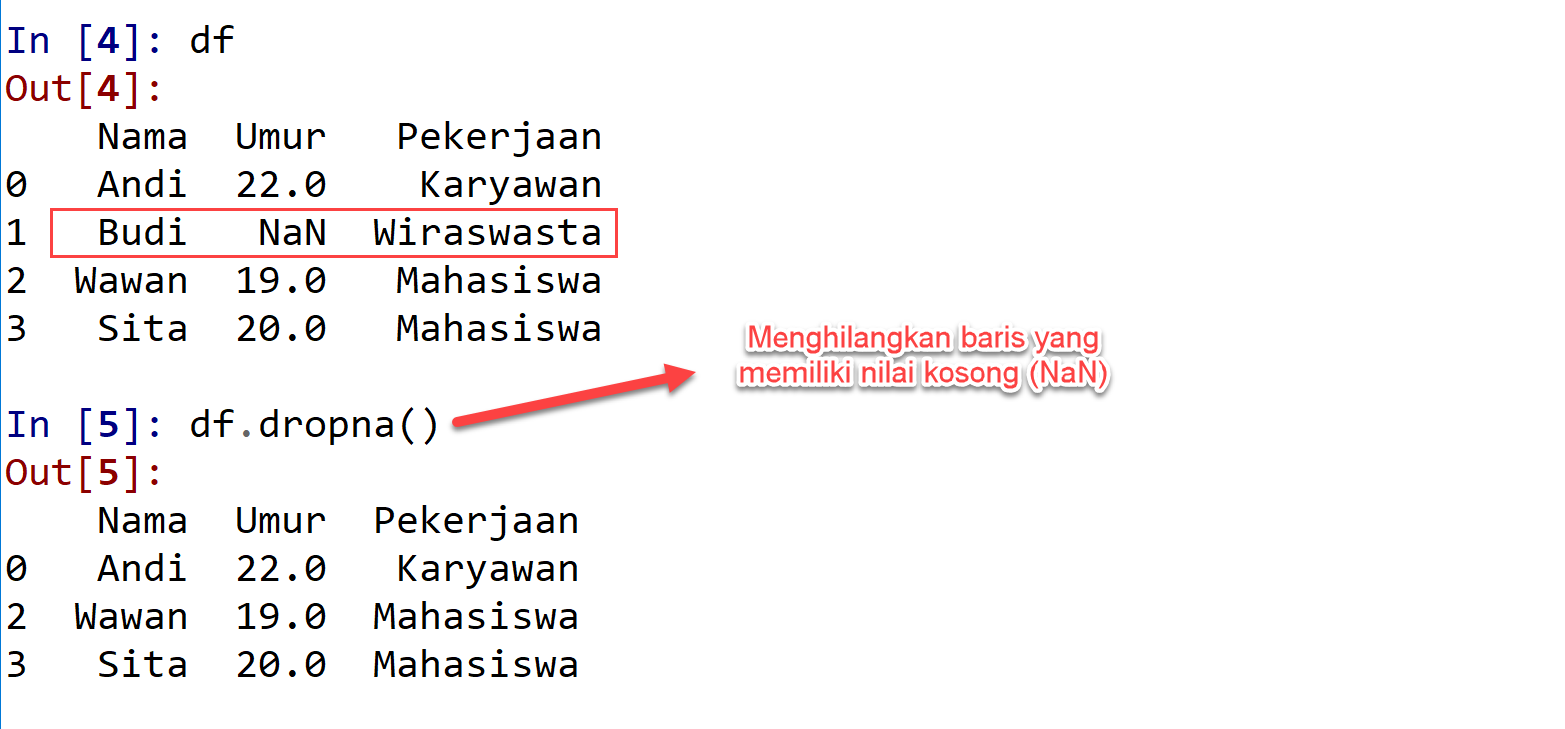 In [4]: df
Out[4]:
    Nama  Umur   Pekerjaan
0   Andi  22.0    Karyawan
1   Budi   NaN  Wiraswasta
2  Wawan  19.0   Mahasiswa
3   Sita  20.0   Mahasiswa
Menghilangkan baris yang
memiliki nilai kosong (NaN)
In [5]: df.dropna()
Out[5]:
    Nama  Umur  Pekerjaan
0   Andi  22.0   Karyawan
2  Wawan  19.0  Mahasiswa
3   Sita  20.0  Mahasiswa